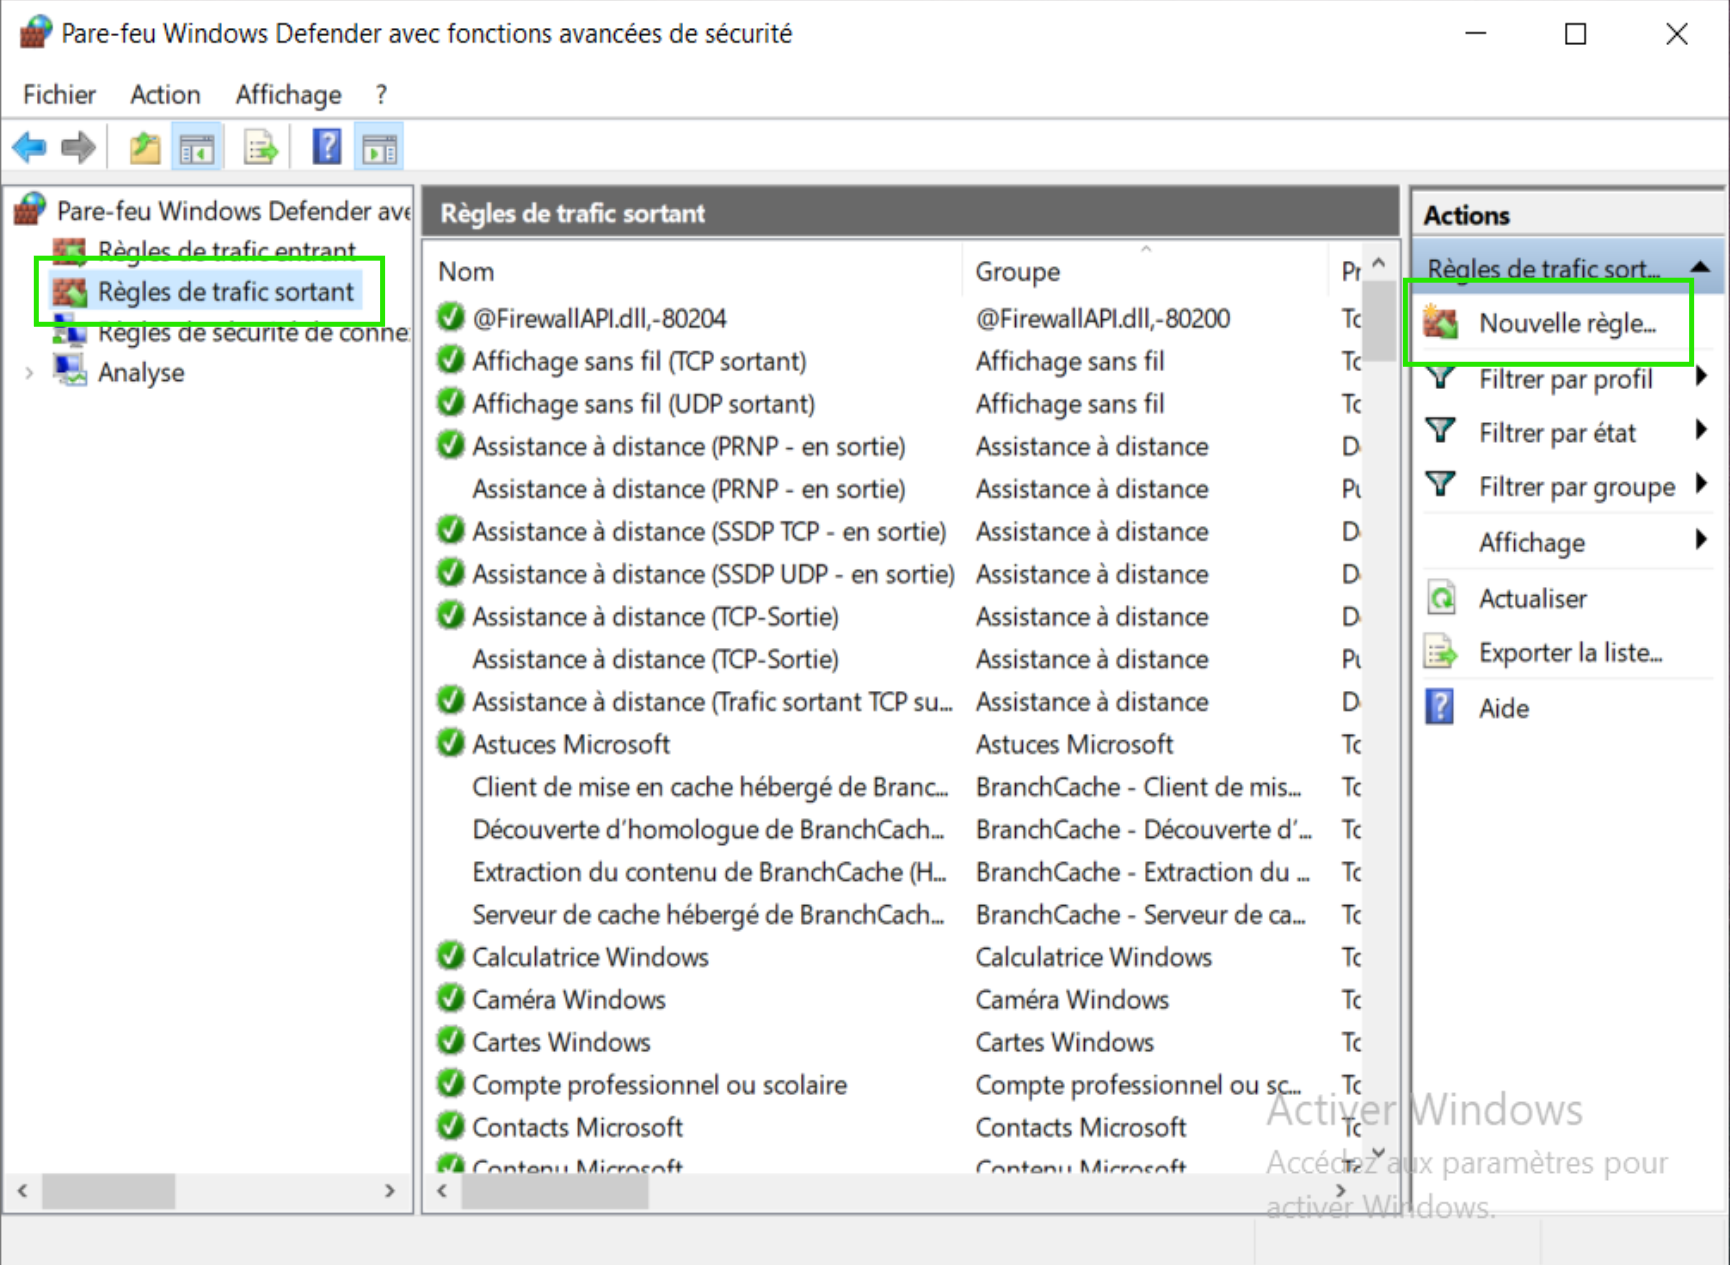 Pare-feu Windows Defender avec fonctions avancées de sécurité
Fichier Action Affichage ?
Pare-feu Windows Defender ave
Règles de trafic entrant
Règles de trafic sortant
Règles de sécurité de conne
Analyse
Règles de trafic sortant
Nom Groupe Pr
@FirewallAPI.dll,-80204 @FirewallAPI.dll,-80200 To
Affichage sans fil (TCP sortant) Affichage sans fil To
Affichage sans fil (UDP sortant) Affichage sans fil To
Assistance à distance (PRNP - en sortie) Assistance à distance D
Assistance à distance (PRNP - en sortie) Assistance à distance Pu
Assistance à distance (SSDP TCP - en sortie) Assistance à distance D
Assistance à distance (SSDP UDP - en sortie) Assistance à distance D
Assistance à distance (TCP-Sortie) Assistance à distance D
Assistance à distance (TCP-Sortie) Assistance à distance Pu
Assistance à distance (Trafic sortant TCP su... Assistance à distance D
Astuces Microsoft Astuces Microsoft To
Client de mise en cache hébergé de Branc... BranchCache - Client de mis... To
Découverte d’homologue de BranchCach... BranchCache - Découverte d’... To
Extraction du contenu de BranchCache (H... BranchCache - Extraction du ... To
Serveur de cache hébergé de BranchCach... BranchCache - Serveur de ca... To
Calculatrice Windows Calculatrice Windows To
Caméra Windows Caméra Windows To
Cartes Windows Cartes Windows To
Compte professionnel ou scolaire Compte professionnel ou sc... To
Contacts Microsoft Contacts Microsoft To
Contenu Microsoft Contenu Microsoft To
Actions
Règles de trafic sort...
Nouvelle règle...
Filtrer par profil
Filtrer par état
Filtrer par groupe
Affichage
Actualiser
Exporter la liste...
Aide
Activer Windows
Accédez aux paramètres pour
activer Windows.